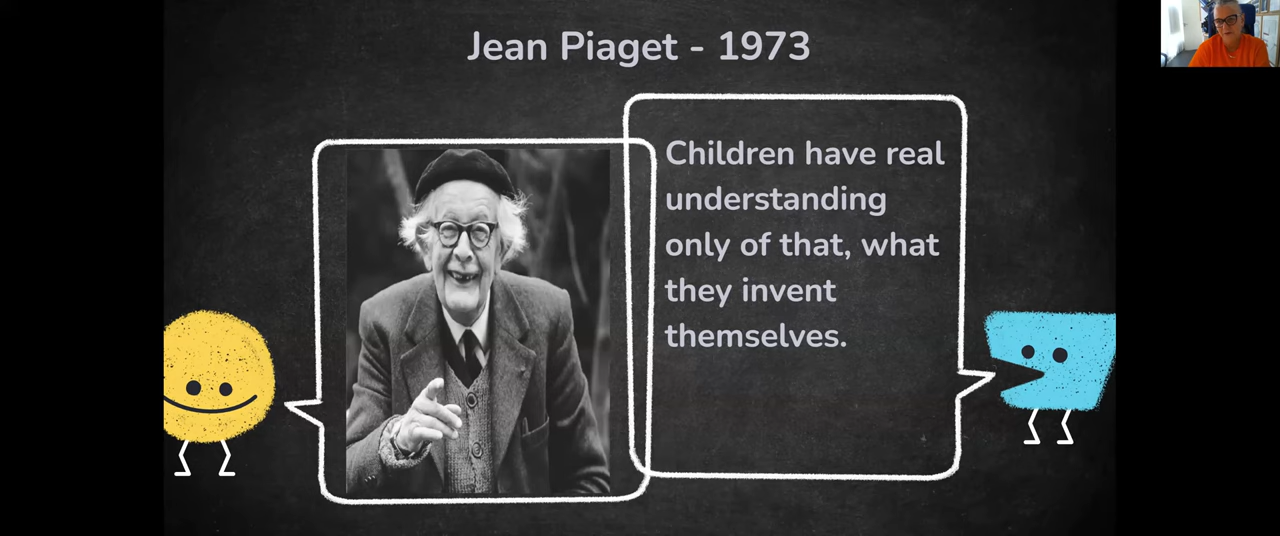 Jean Piaget - 1973
Children have real
understanding
only of that, what
they invent
themselves.